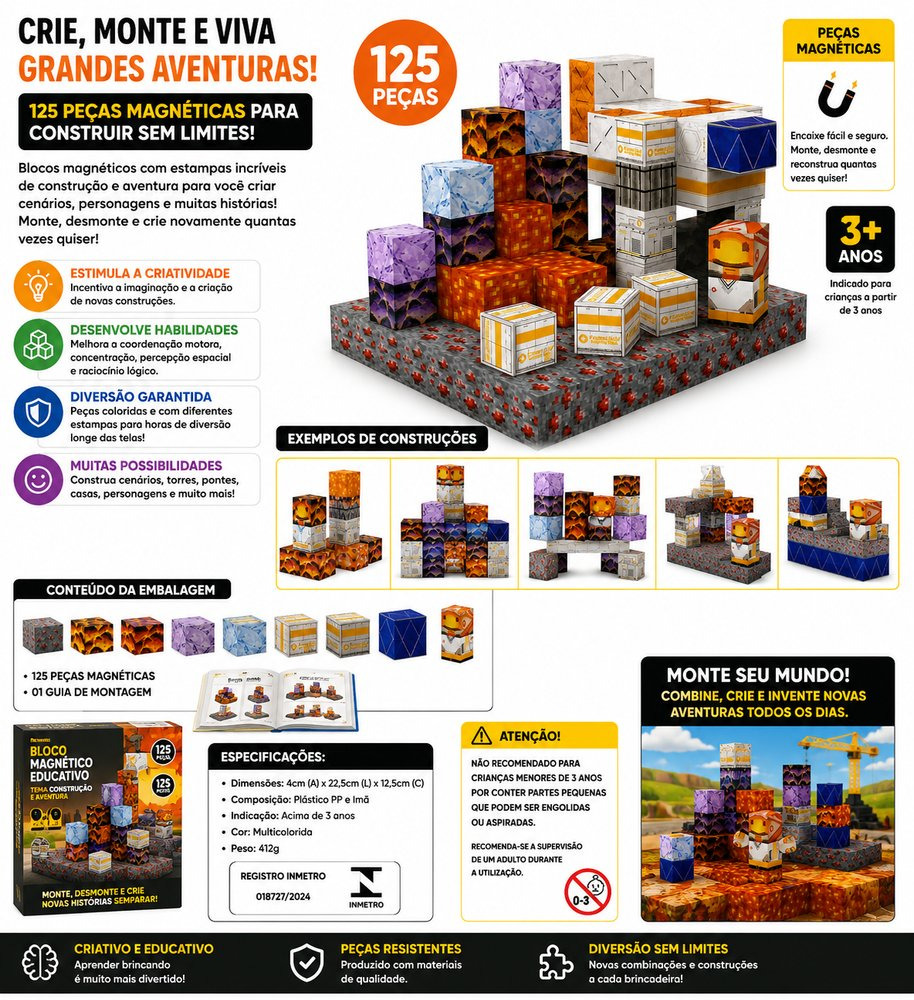 CRIE, MONTE E VIVA
GRANDES AVENTURAS!
125 PEÇAS MAGNÉTICAS PARA
CONSTRUIR SEM LIMITES!
Blocos magnéticos com estampas incríveis
de construção e aventura para você criar
cenários, personagens e muitas histórias!
Monte, desmonte e crie novamente quantas
vezes quiser!
125
PEÇAS
PEÇAS
MAGNÉTICAS
Encaixe fácil e seguro.
Monte, desmonte e
reconstrua quantas
vezes quiser!
3+
ANOS
Indicado para
crianças a partir
de 3 anos
ESTIMULA A CRIATIVIDADE
Incentiva a imaginação e a criação
de novas construções.
DESENVOLVE HABILIDADES
Melhora a coordenação motora,
concentração, percepção espacial
e raciocínio lógico.
DIVERSÃO GARANTIDA
Peças coloridas e com diferentes
estampas para horas de diversão
longe das telas!
MUITAS POSSIBILIDADES
Construa cenários, torres, pontes,
casas, personagens e muito mais!
EXEMPLOS DE CONSTRUÇÕES
CONTEÚDO DA EMBALAGEM
• 125 PEÇAS MAGNÉTICAS
• 01 GUIA DE MONTAGEM
BLOCO
MAGNÉTICO
EDUCATIVO
TEMA CONSTRUÇÃO
E AVENTURA
125
PEÇAS
125
PEÇAS
MONTE, DESMONTE E CRIE
NOVAS HISTÓRIAS SEMPARAR!
ESPECIFICAÇÕES:
• Dimensões: 4cm (A) x 22,5cm (L) x 12,5cm (C)
• Composição: Plástico PP e Imã
• Indicação: Acima de 3 anos
• Cor: Multicolorida
• Peso: 412g
REGISTRO INMETRO
018727/2024
INMETRO
ATENÇÃO!
NÃO RECOMENDADO PARA
CRIANÇAS MENORES DE 3 ANOS
POR CONTER PARTES PEQUENAS
QUE PODEM SER ENGOLIDAS
OU ASPIRADAS.
RECOMENDA-SE A SUPERVISÃO
DE UM ADULTO DURANTE
A UTILIZAÇÃO.
0-3
MONTE SEU MUNDO!
COMBINE, CRIE E INVENTE NOVAS
AVENTURAS TODOS OS DIAS.
CRIATIVO E EDUCATIVO
Aprender brincando
é muito mais divertido!
PEÇAS RESISTENTES
Produzido com materiais
de qualidade.
DIVERSÃO SEM LIMITES
Novas combinações e construções
a cada brincadeira!